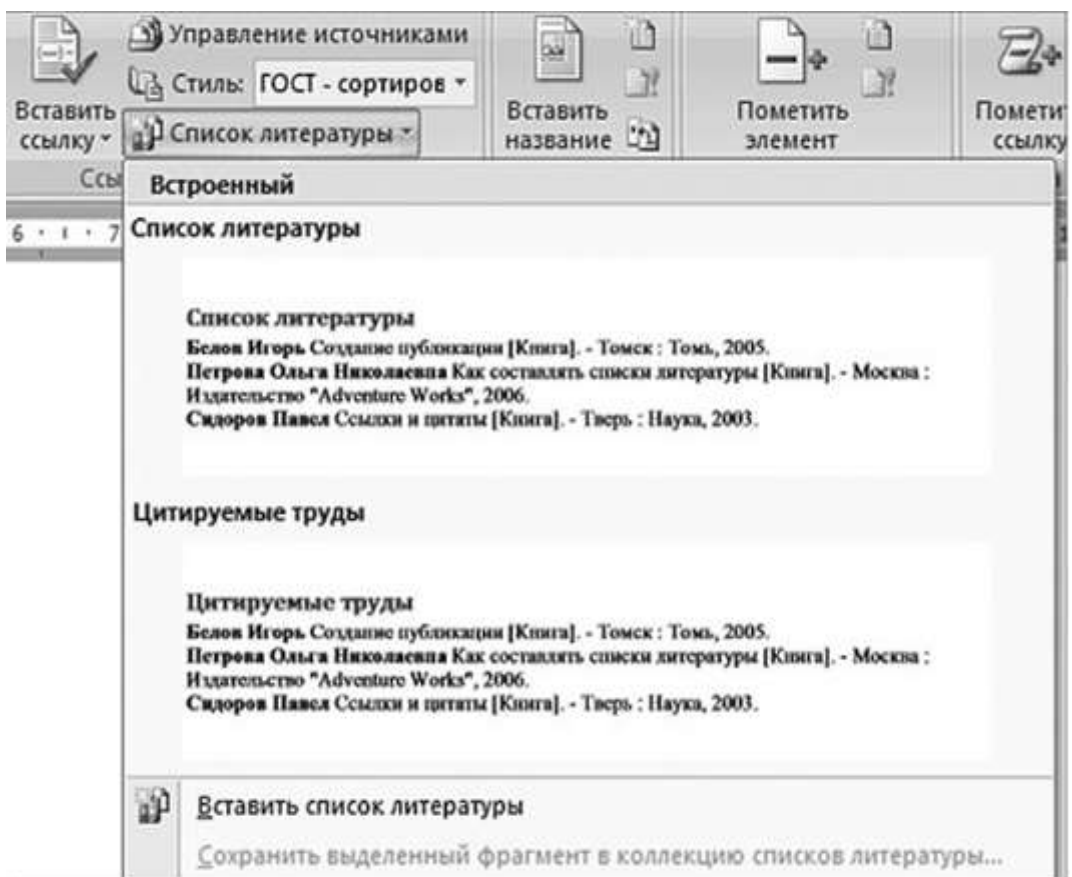 Управление источниками
Стиль: ГОСТ - сортиров
Список литературы
Вставить
ссылку
Вставить
название
Пометить
элемент
Помети
ссылку
Ссы
6 · ı · 7
Встроенный
Список литературы
Список литературы
Белов Игорь Создание публикации [Книга]. - Томск : Томь, 2005.
Петрова Ольга Николаевна Как составлять списки литературы [Книга]. - Москва :
Издательство "Adventure Works", 2006.
Сидоров Павел Ссылки и цитаты [Книга]. - Тверь : Наука, 2003.
Цитируемые труды
Цитируемые труды
Белов Игорь Создание публикации [Книга]. - Томск : Томь, 2005.
Петрова Ольга Николаевна Как составлять списки литературы [Книга]. - Москва :
Издательство "Adventure Works", 2006.
Сидоров Павел Ссылки и цитаты [Книга]. - Тверь : Наука, 2003.
Вставить список литературы
Сохранить выделенный фрагмент в коллекцию списков литературы...